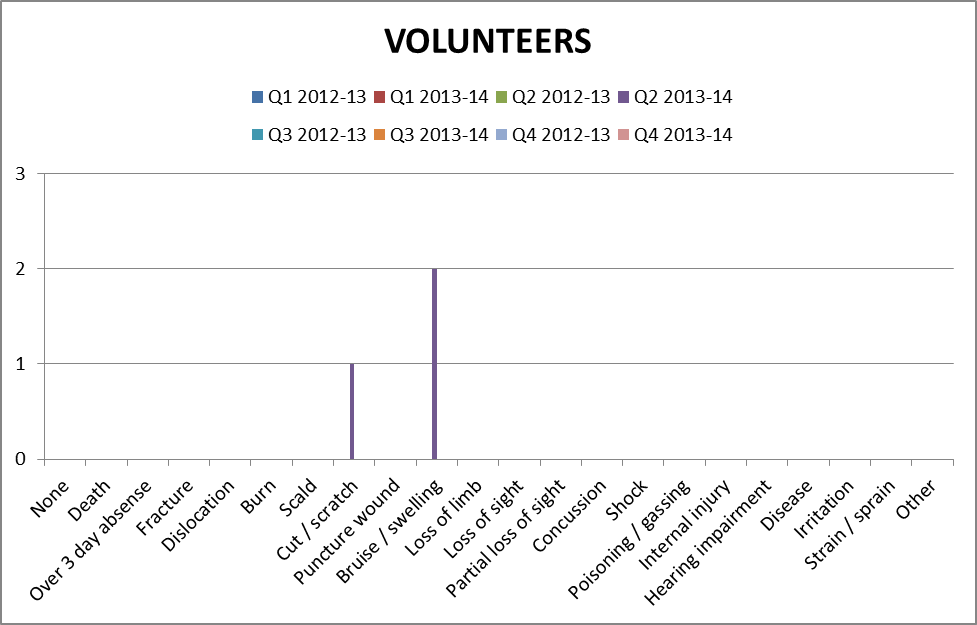 VOLUNTEERS
Q1 2012-13 Q1 2013-14 Q2 2012-13 Q2 2013-14
Q3 2012-13 Q3 2013-14 Q4 2012-13 Q4 2013-14
3
2
1
0
None
Death
Over 3 day absense
Fracture
Dislocation
Burn
Scald
Cut / scratch
Puncture wound
Bruise / swelling
Loss of limb
Loss of sight
Partial loss of sight
Concussion
Shock
Poisoning / gassing
Internal injury
Hearing impairment
Disease
Irritation
Strain / sprain
Other